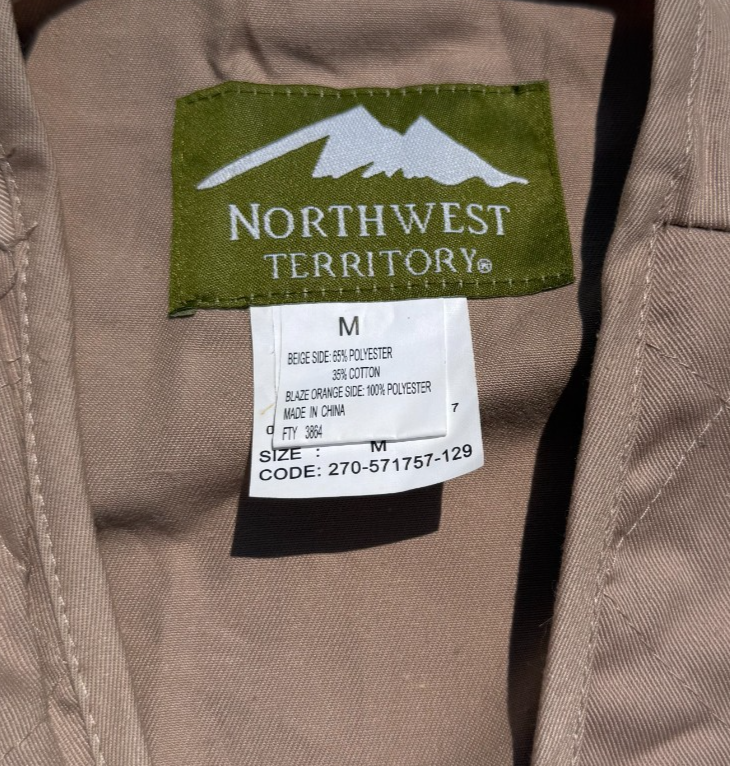 NORTHWEST
TERRITORY®
M
BEIGE SIDE: 65% POLYESTER
35% COTTON
BLAZE ORANGE SIDE: 100% POLYESTER
MADE IN CHINA
7
FTY 3864
SIZE : M
CODE: 270-571757-129